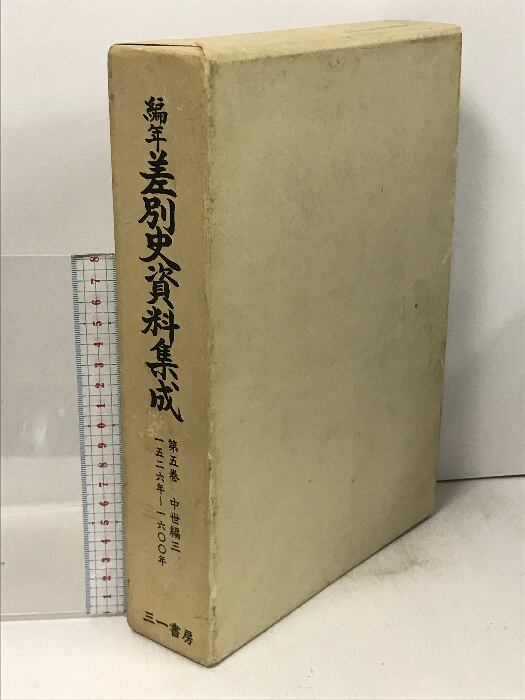 編年差別史資料集成
第五巻 中世編三
一五二六年~一六〇〇年
三一書房